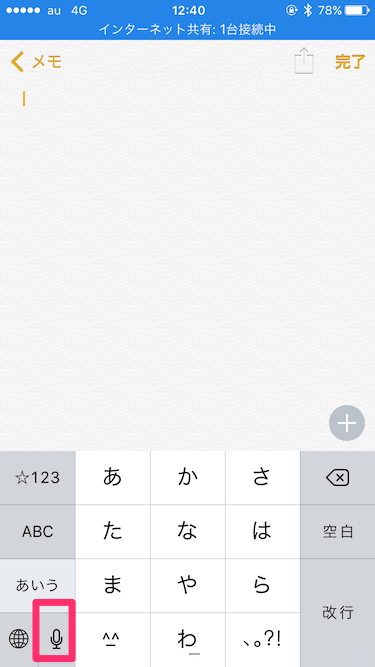 au 4G 12:40 78%
インターネット共有: 1台接続中
メモ 完了
☆123 あ か さ
ABC た な は 空白
あいう ま や ら 改行
^^ わ 、。?!